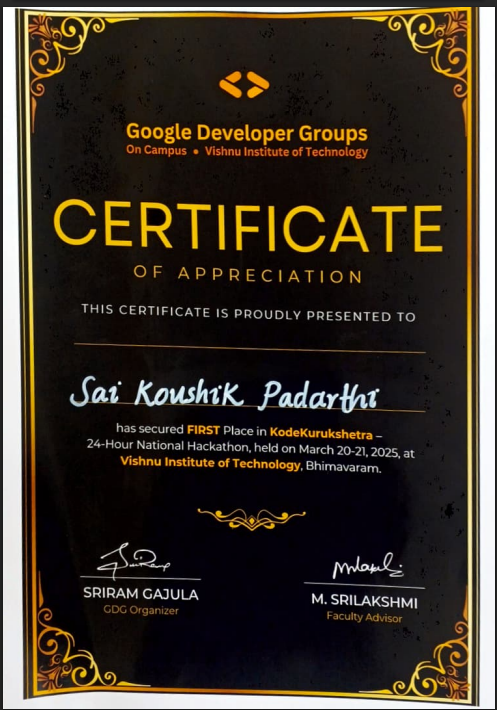 Google Developer Groups
On Campus • Vishnu Institute of Technology
CERTIFICATE
OF APPRECIATION
THIS CERTIFICATE IS PROUDLY PRESENTED TO
Sai Koushik Padarthi
has secured FIRST Place in KodeKurukshetra –
24-Hour National Hackathon, held on March 20-21, 2025, at
Vishnu Institute of Technology, Bhimavaram.
SRIRAM GAJULA
GDG Organizer
M. SRILAKSHMI
Faculty Advisor